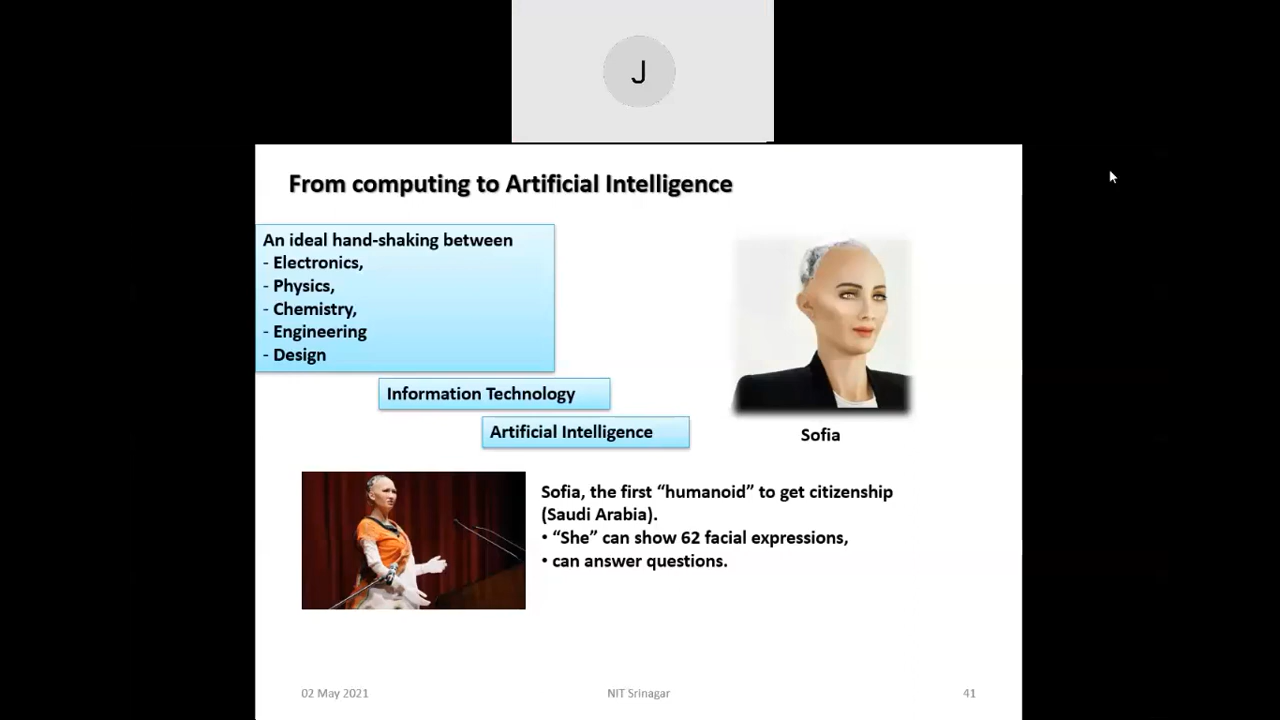 J
From computing to Artificial Intelligence
An ideal hand-shaking between
- Electronics,
- Physics,
- Chemistry,
- Engineering
- Design
Information Technology
Artificial Intelligence
Sofia
Sofia, the first “humanoid” to get citizenship
(Saudi Arabia).
• “She” can show 62 facial expressions,
• can answer questions.
02 May 2021
NIT Srinagar
41